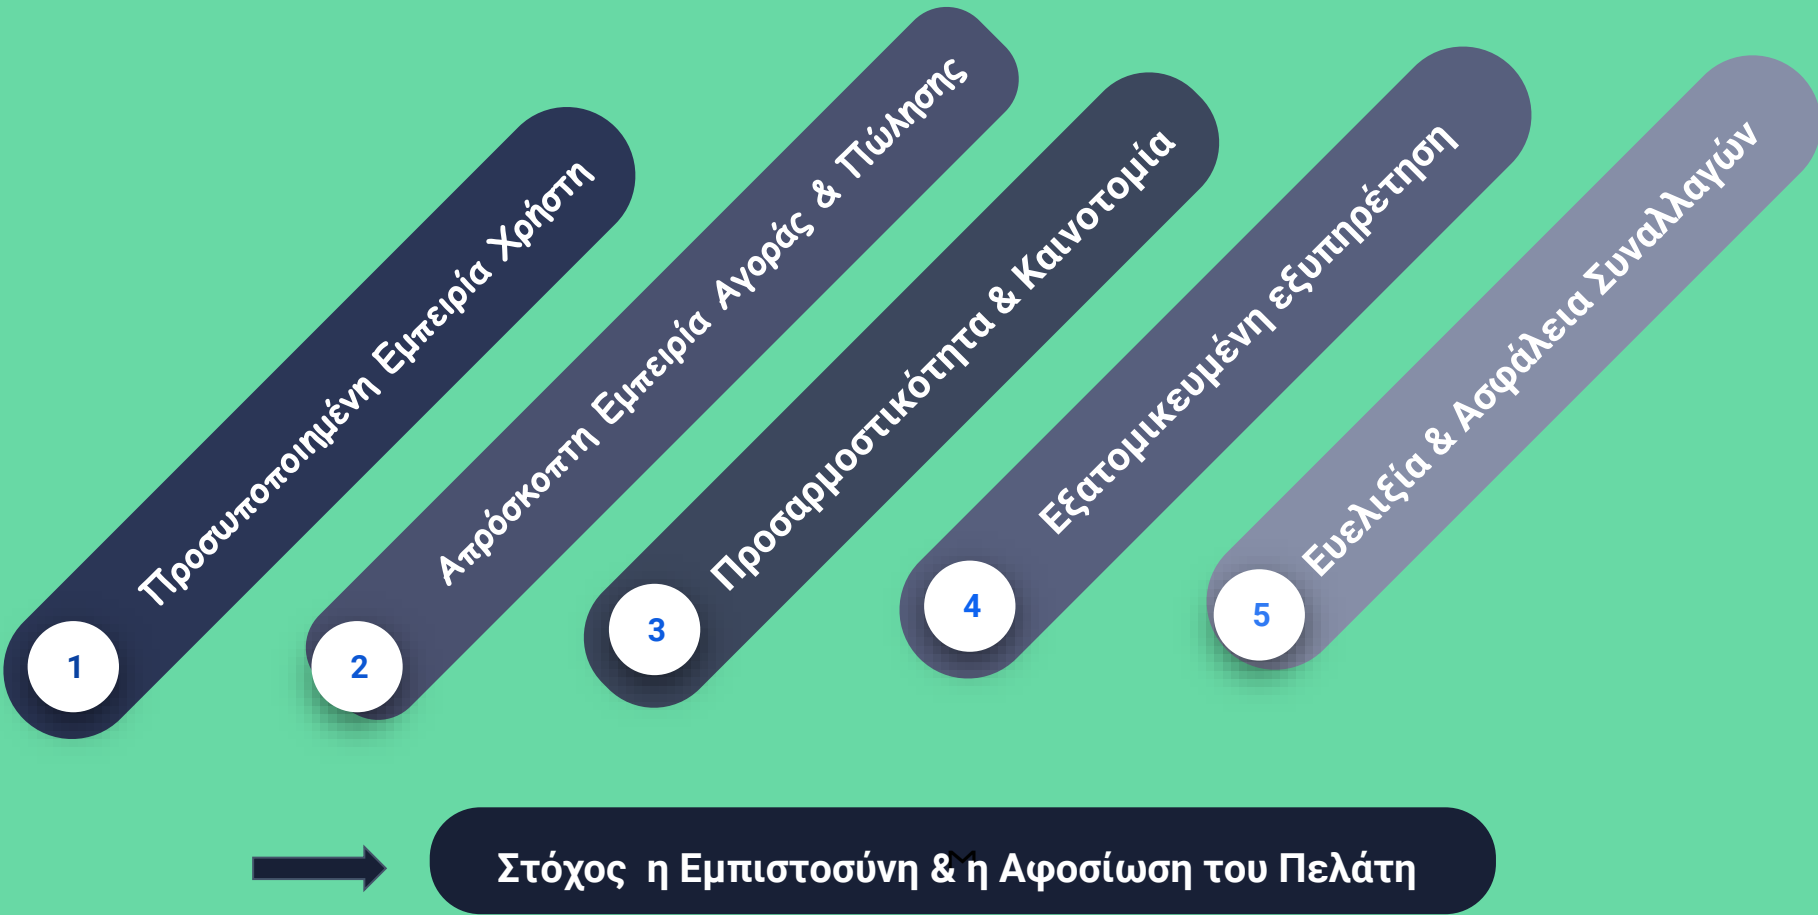 Προσωποποιημένη Εμπειρία Χρήστη
1
Απρόσκοπτη Εμπειρία Αγοράς & Πώλησης
2
Προσαρμοστικότητα & Καινοτομία
3
Εξατομικευμένη εξυπηρέτηση
4
Ευελιξία & Ασφάλεια Συναλλαγών
5
Στόχος η Εμπιστοσύνη & η Αφοσίωση του Πελάτη